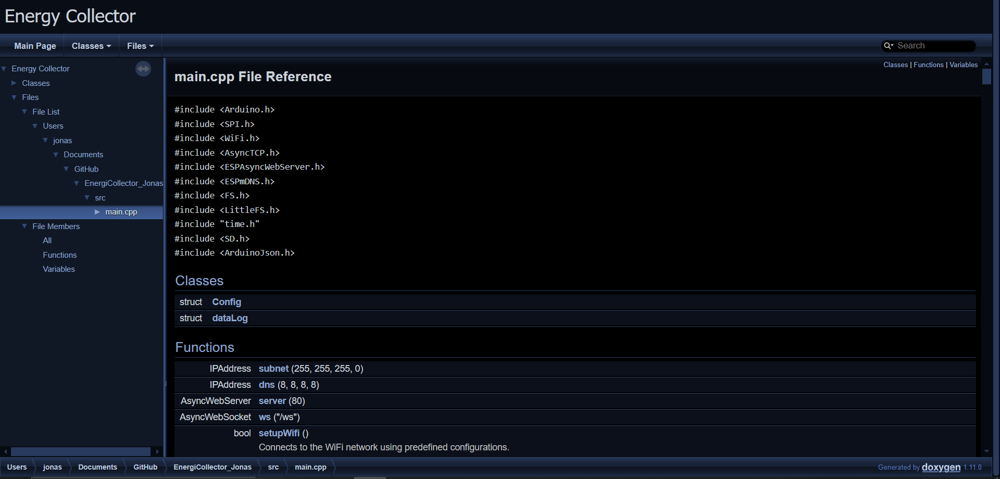 Energy Collector
Main Page Classes Files Search
Energy Collector
Classes
Files
File List
Users
jonas
Documents
GitHub
EnergiCollector_Jonas
src
main.cpp
File Members
All
Functions
Variables
Classes | Functions | Variables
main.cpp File Reference
#include <Arduino.h>
#include <SPI.h>
#include <WiFi.h>
#include <AsyncTCP.h>
#include <ESPAsyncWebServer.h>
#include <ESPmDNS.h>
#include <FS.h>
#include <LittleFS.h>
#include "time.h"
#include <SD.h>
#include <ArduinoJson.h>
Classes
struct Config
struct dataLog
Functions
IPAddress subnet (255, 255, 255, 0)
IPAddress dns (8, 8, 8, 8)
AsyncWebServer server (80)
AsyncWebSocket ws ("/ws")
bool setupWifi ()
Connects to the WiFi network using predefined configurations.
Users jonas Documents GitHub EnergiCollector_Jonas src main.cpp Generated by doxygen 1.11.0